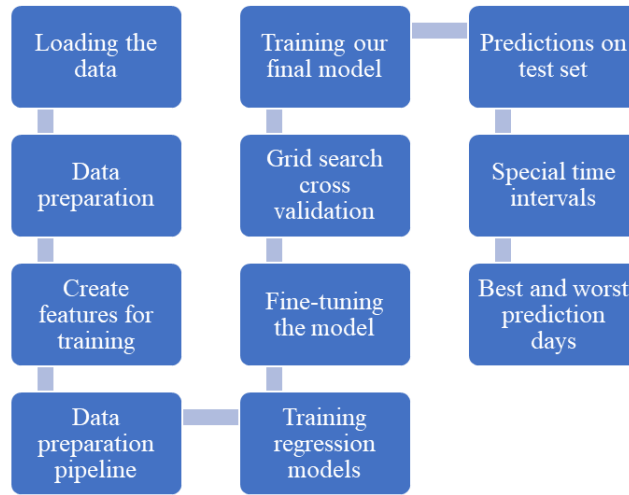 Loading the
data
Data
preparation
Create
features for
training
Data
preparation
pipeline
Training
regression
models
Fine-tuning
the model
Grid search
cross
validation
Training our
final model
Predictions on
test set
Special time
intervals
Best and worst
prediction
days